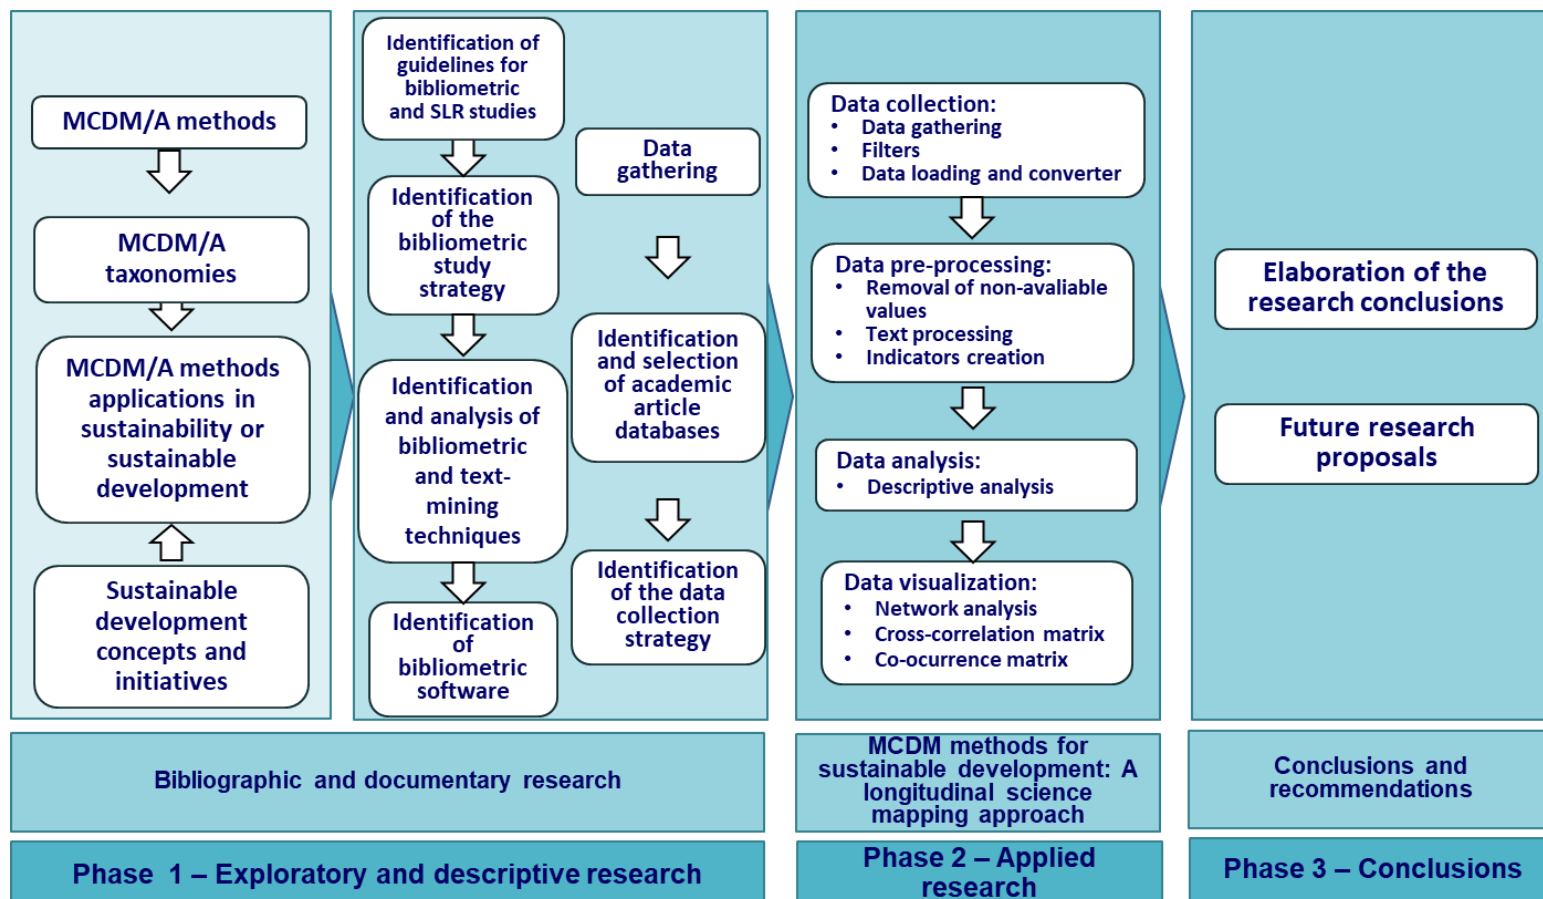 MCDM/A methods
MCDM/A
taxonomies
MCDM/A methods
applications in
sustainability or
sustainable
development
Sustainable
development
concepts and
initiatives
Identification of
guidelines for
bibliometric
and SLR studies
Identification
of the
bibliometric
study
strategy
Identification
and analysis of
bibliometric
and text-
mining
techniques
Identification
of
bibliometric
software
Data
gathering
Identification
and selection
of academic
article
databases
Identification
of the data
collection
strategy
Data collection:
• Data gathering
• Filters
• Data loading and converter
Data pre-processing:
• Removal of non-avaliable
values
• Text processing
• Indicators creation
Data analysis:
• Descriptive analysis
Data visualization:
• Network analysis
• Cross-correlation matrix
• Co-ocurrence matrix
Elaboration of the
research conclusions
Future research
proposals
Bibliographic and documentary research
MCDM methods for
sustainable development: A
longitudinal science
mapping approach
Conclusions and
recommendations
Phase 1 – Exploratory and descriptive research
Phase 2 – Applied
research
Phase 3 – Conclusions